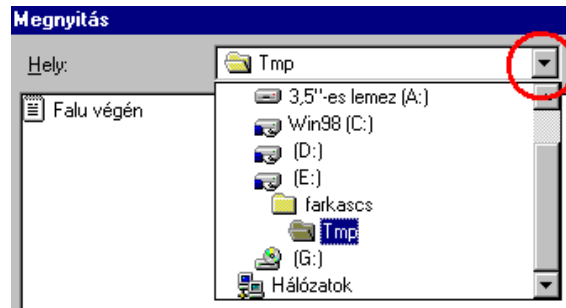 Megnyitás
Hely:
Tmp
Falu végén
3,5''-es lemez (A:)
Win98 (C:)
(D:)
(E:)
farkascs
Tmp
(G:)
Hálózatok